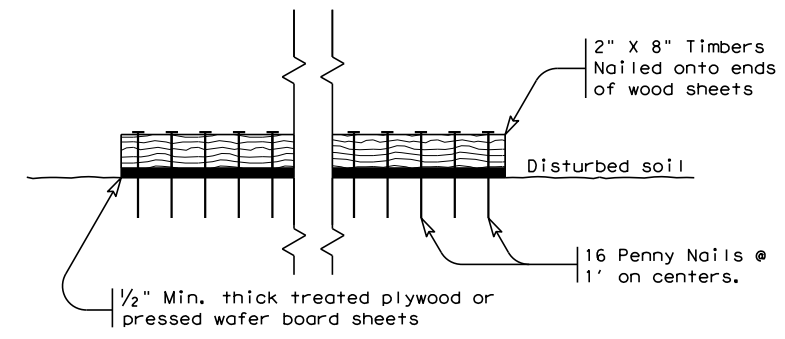 2" X 8" Timbers
Nailed onto ends
of wood sheets
Disturbed soil
16 Penny Nails @
1' on centers.
½" Min. thick treated plywood or
pressed wafer board sheets